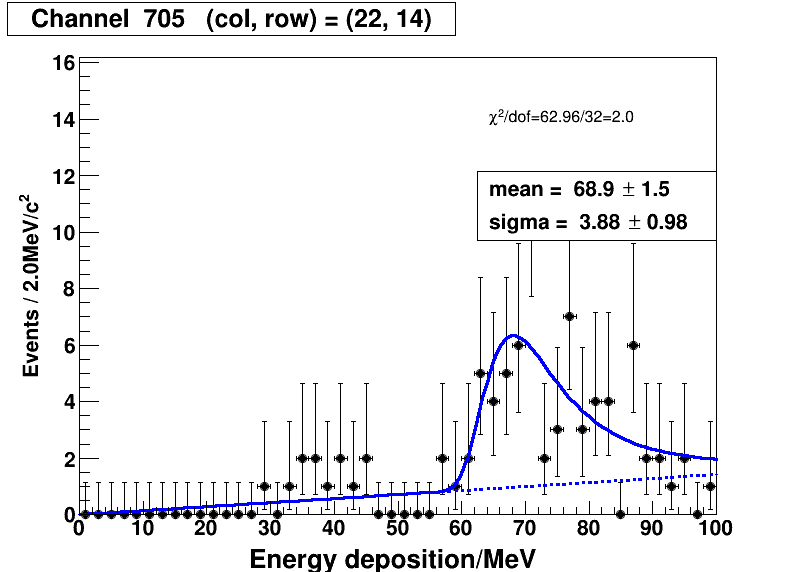 Channel 705 (col, row) = (22, 14)
χ²/dof=62.96/32=2.0
mean = 68.9 ± 1.5
sigma = 3.88 ± 0.98
Events / 2.0MeV/c²
16
14
12
10
8
6
4
2
0
0 10 20 30 40 50 60 70 80 90 100
Energy deposition/MeV